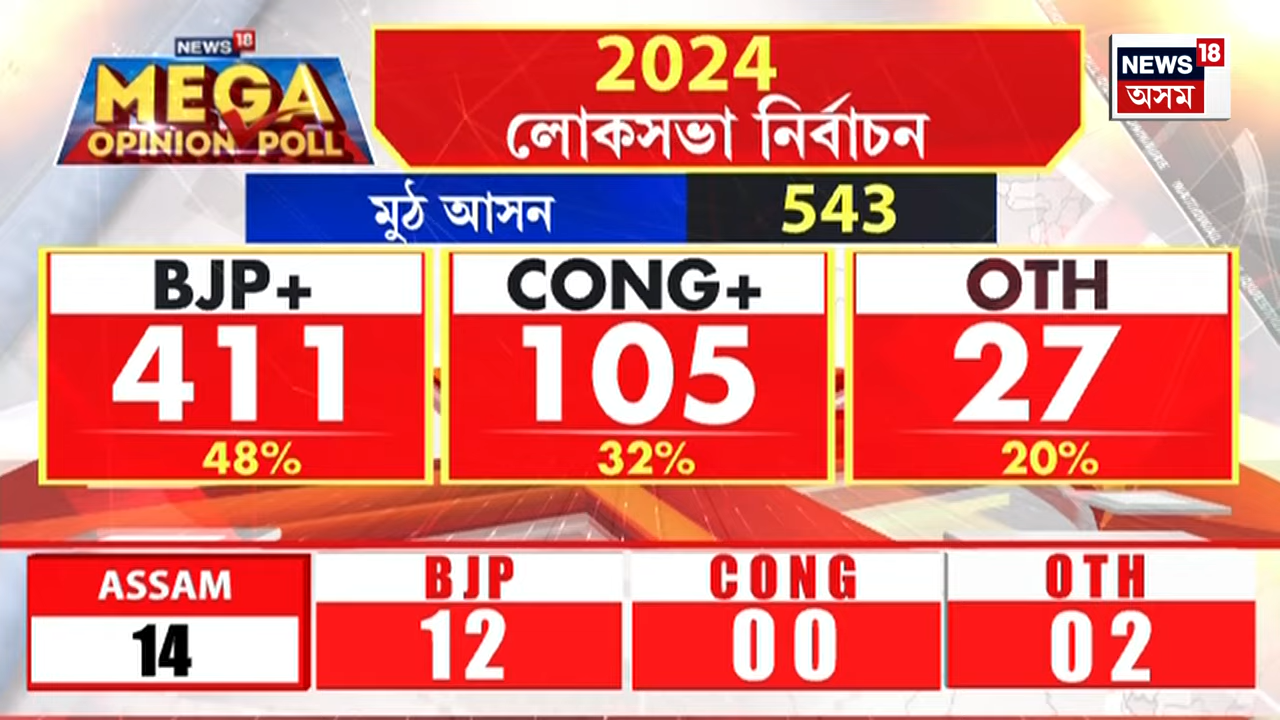 NEWS 18
MEGA
OPINION POLL
2024
লোকসভা নিৰ্বাচন
NEWS 18
অসম
মুঠ আসন 543
BJP+ CONG+ OTH
411 105 27
48% 32% 20%
ASSAM BJP CONG OTH
14 12 00 02